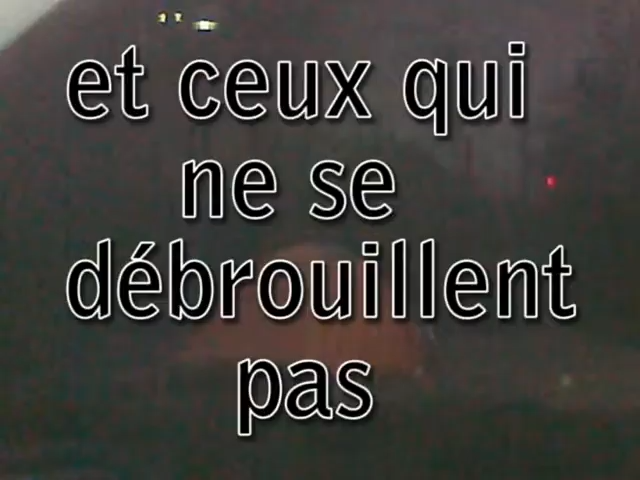 et ceux qui
ne se
débrouillent
pas